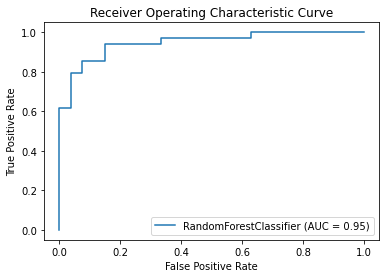 Receiver Operating Characteristic Curve
True Positive Rate
1.0
0.8
0.6
0.4
0.2
0.0
RandomForestClassifier (AUC = 0.95)
0.0 0.2 0.4 0.6 0.8 1.0
False Positive Rate